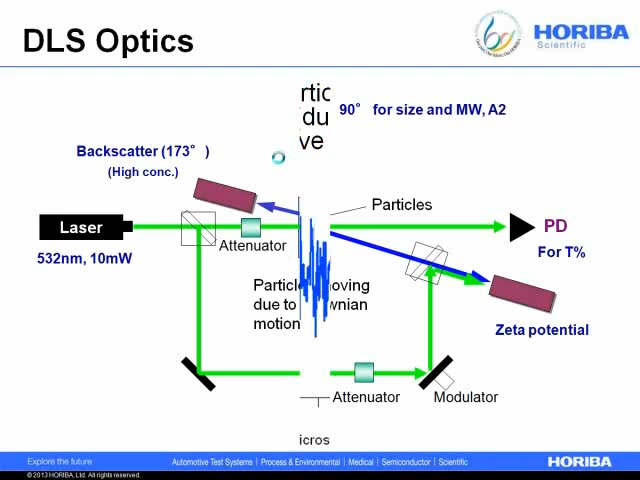 DLS Optics
HORIBA
Scientific
rtic
du
ve
90° for size and MW, A2
Backscatter (173°)
(High conc.)
Particles
Laser
PD
Attenuator
For T%
532nm, 10mW
Partic oving
due to wnian
motion
Zeta potential
Attenuator
Modulator
icros
Explore the future
Automotive Test Systems | Process & Environmental | Medical | Semiconductor | Scientific
HORIBA
© 2013 HORIBA, Ltd. All rights reserved.